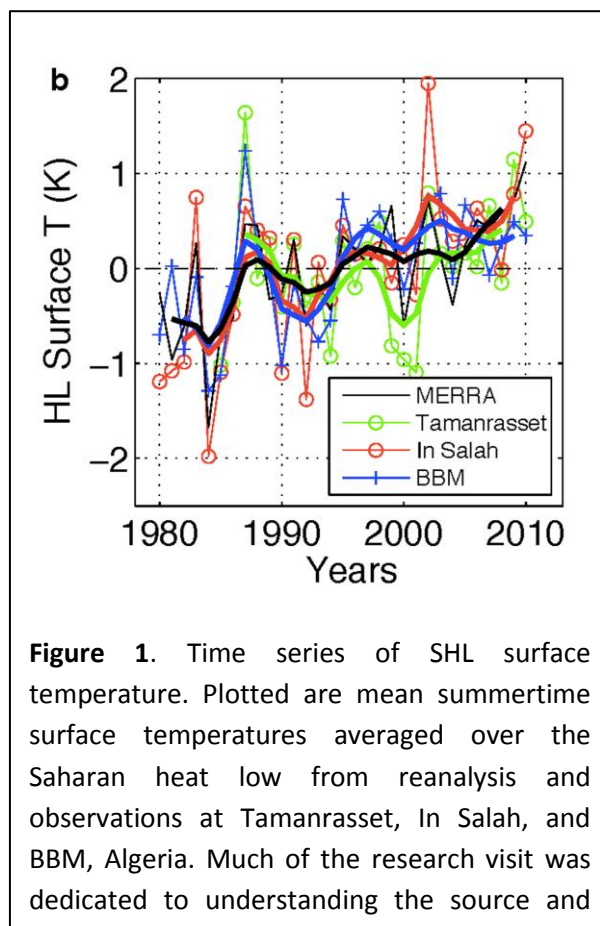 b
2
1
0
−1
−2
HL Surface T (K)
MERRA
Tamanrasset
In Salah
BBM
1980 1990 2000 2010
Years
Figure 1. Time series of SHL surface
temperature. Plotted are mean summertime
surface temperatures averaged over the
Saharan heat low from reanalysis and
observations at Tamanrasset, In Salah, and
BBM, Algeria. Much of the research visit was
dedicated to understanding the source and